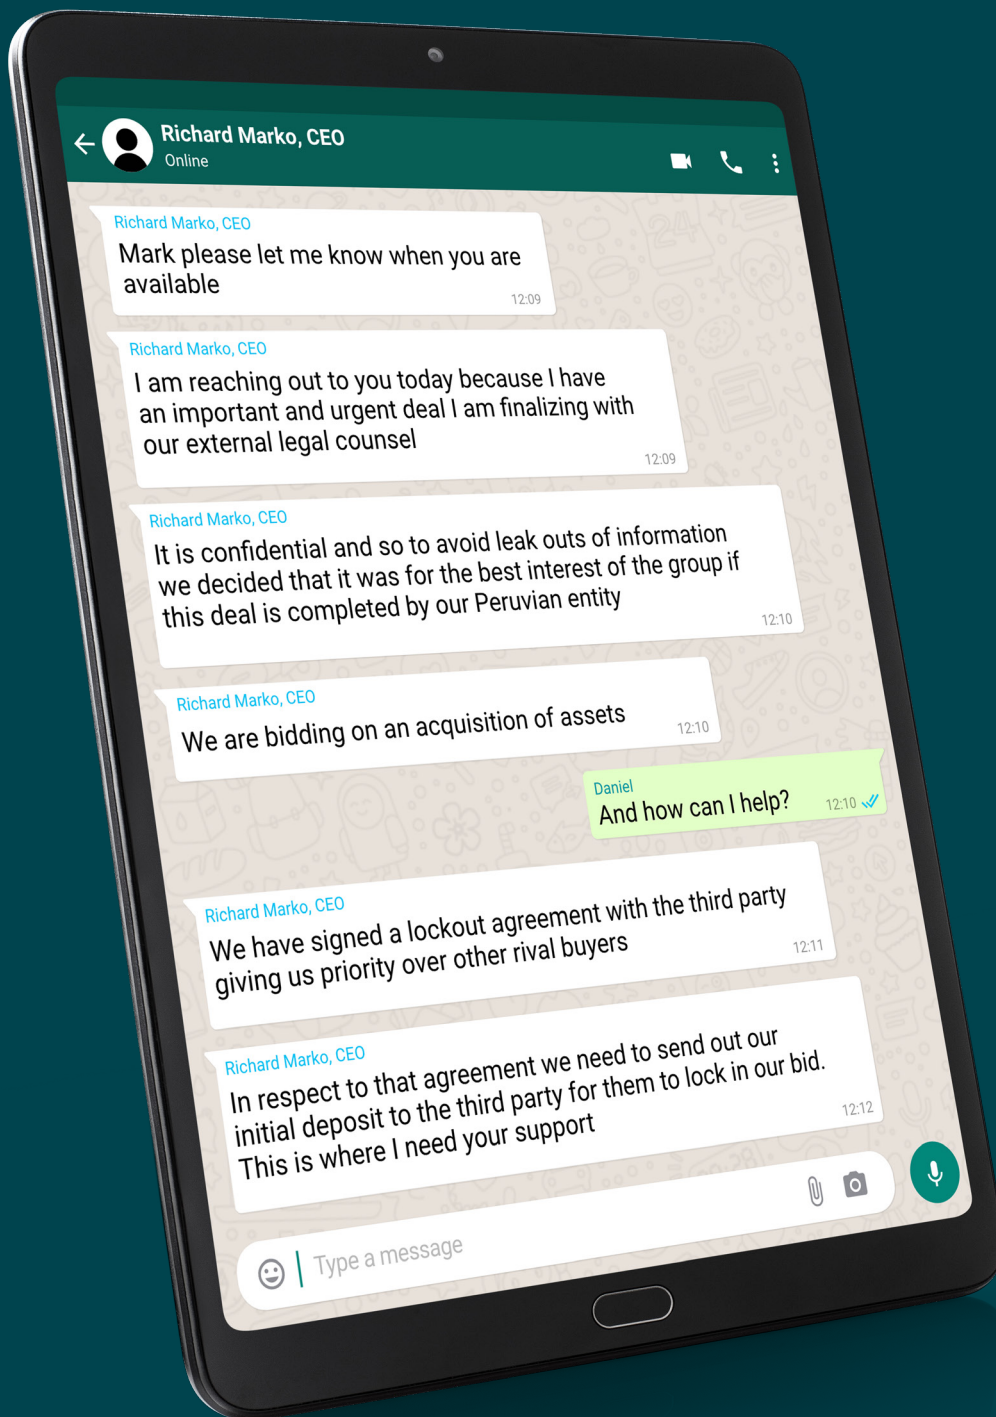 Richard Marko, CEO
Online
Richard Marko, CEO
Mark please let me know when you are
available
12:09
Richard Marko, CEO
I am reaching out to you today because I have
an important and urgent deal I am finalizing with
our external legal counsel
12:09
Richard Marko, CEO
It is confidential and so to avoid leak outs of information
we decided that it was for the best interest of the group if
this deal is completed by our Peruvian entity
12:10
Richard Marko, CEO
We are bidding on an acquisition of assets
12:10
Daniel
And how can I help?
12:10
Richard Marko, CEO
We have signed a lockout agreement with the third party
giving us priority over other rival buyers
12:11
Richard Marko, CEO
In respect to that agreement we need to send out our
initial deposit to the third party for them to lock in our bid.
This is where I need your support
12:12
Type a message